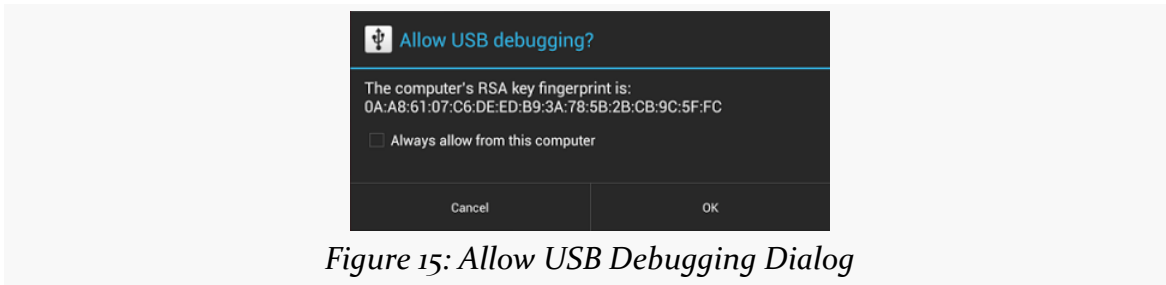 Allow USB debugging?
The computer's RSA key fingerprint is:
0A:A8:61:07:C6:DE:ED:B9:3A:78:5B:2B:CB:9C:5F:FC
Always allow from this computer
Cancel OK
Figure 15: Allow USB Debugging Dialog